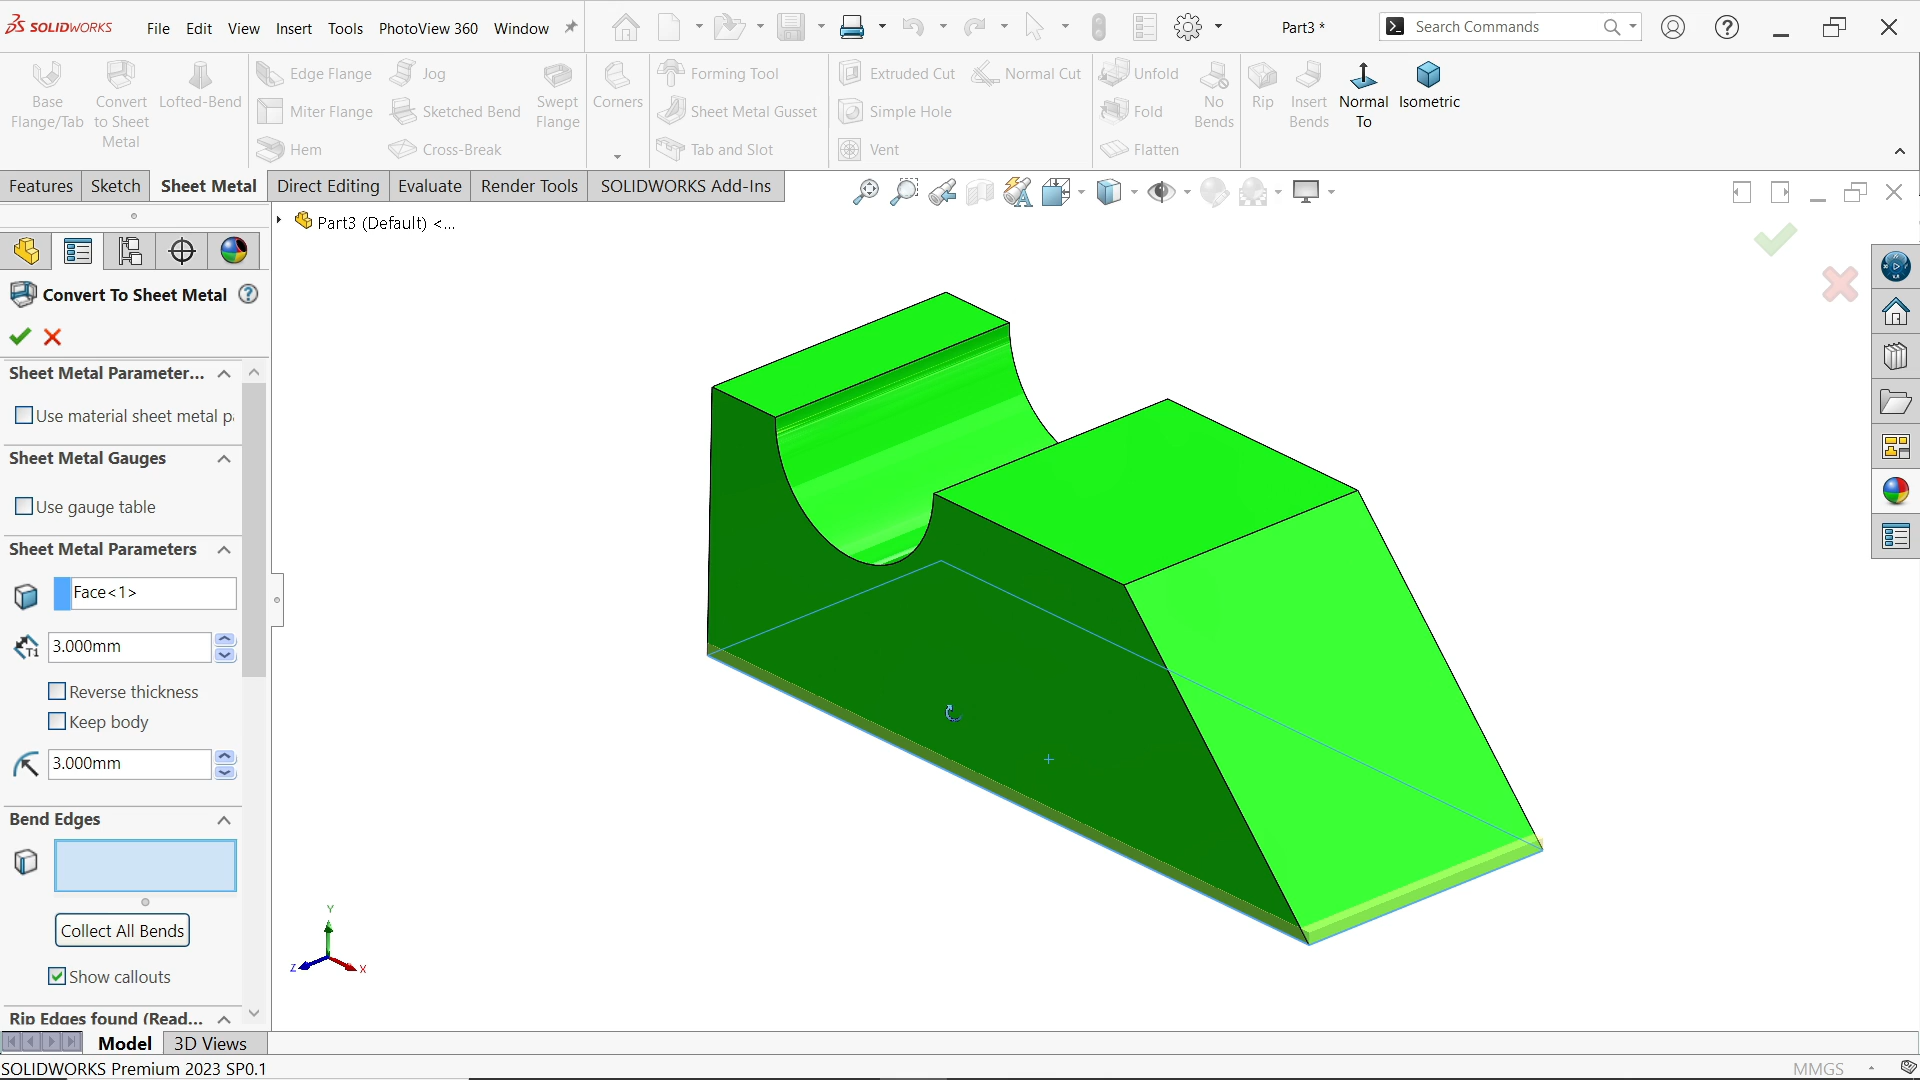 SOLIDWORKS File Edit View Insert Tools PhotoView 360 Window Part3 * Search Commands
Base Flange/Tab
Convert to Sheet Metal
Lofted-Bend
Edge Flange
Miter Flange
Hem
Jog
Sketched Bend
Cross-Break
Swept Flange
Corners
Forming Tool
Sheet Metal Gusset
Tab and Slot
Extruded Cut
Simple Hole
Vent
Normal Cut
Unfold
Fold
Flatten
No Bends
Rip
Insert Bends
Normal To
Isometric
Features Sketch Sheet Metal Direct Editing Evaluate Render Tools SOLIDWORKS Add-Ins
Part3 (Default) <...
Convert To Sheet Metal
Sheet Metal Parameter...
Use material sheet metal p
Sheet Metal Gauges
Use gauge table
Sheet Metal Parameters
Face<1>
T1 3.000mm
Reverse thickness
Keep body
3.000mm
Bend Edges
Collect All Bends
Show callouts
Rip Edges found (Read...
Y
Z X
Model 3D Views
SOLIDWORKS Premium 2023 SP0.1 MMGS